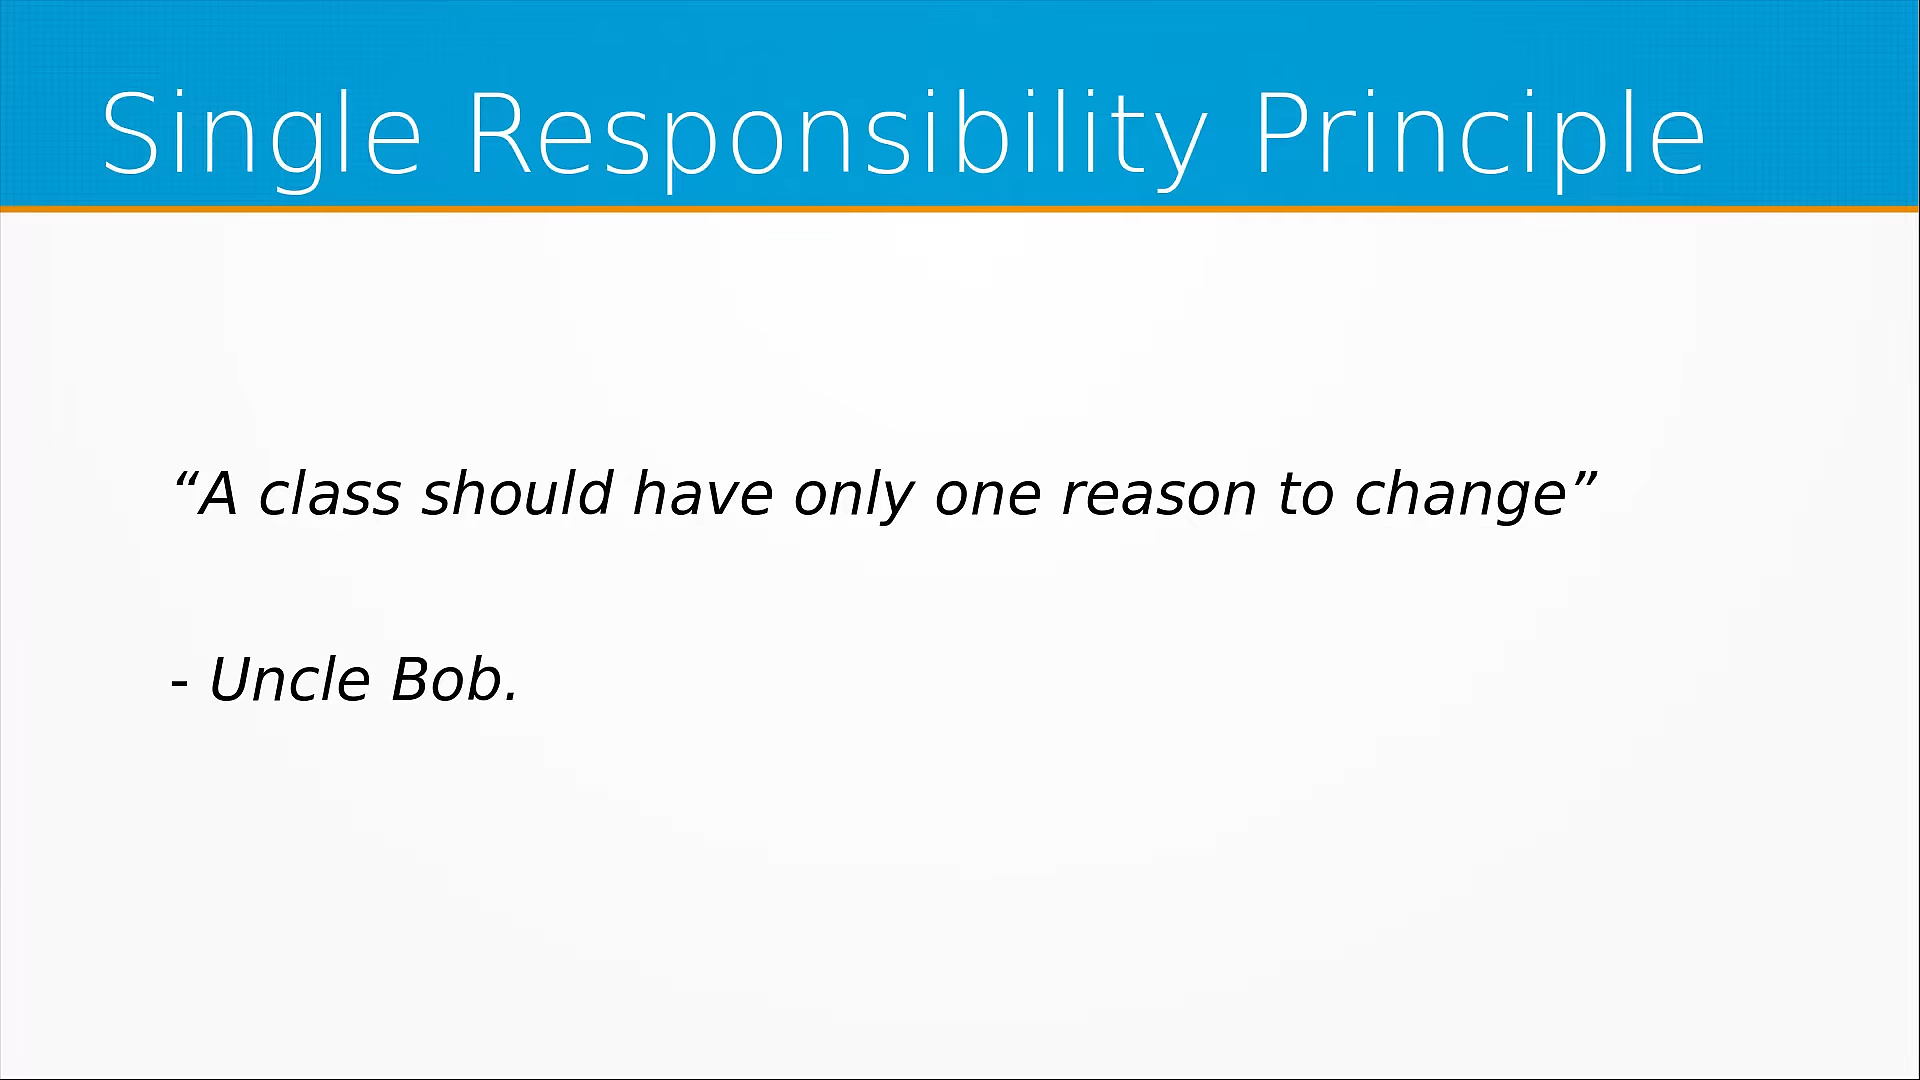 Single Responsibility Principle
“A class should have only one reason to change”
- Uncle Bob.